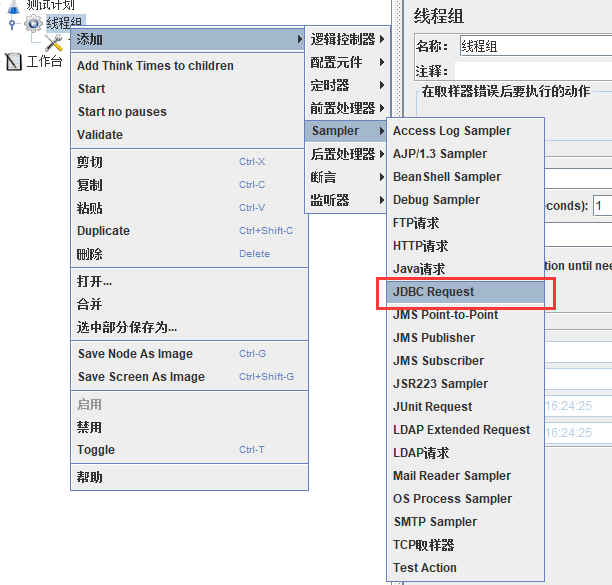 测试计划
线程组
工作台
添加
Add Think Times to children
Start
Start no pauses
Validate
剪切 Ctrl-X
复制 Ctrl-C
粘贴 Ctrl-V
Duplicate Ctrl+Shift-C
删除 Delete
打开...
合并
选中部分保存为...
Save Node As Image Ctrl-G
Save Screen As Image Ctrl+Shift-G
启用
禁用
Toggle Ctrl-T
帮助
逻辑控制器
配置元件
定时器
前置处理器
Sampler
后置处理器
断言
监听器
Access Log Sampler
AJP/1.3 Sampler
BeanShell Sampler
Debug Sampler
FTP请求
HTTP请求
Java请求
JDBC Request
JMS Point-to-Point
JMS Publisher
JMS Subscriber
JSR223 Sampler
JUnit Request
LDAP Extended Request
LDAP请求
Mail Reader Sampler
OS Process Sampler
SMTP Sampler
TCP取样器
Test Action
线程组
名称： 线程组
注释：
在取样器错误后要执行的动作
conds): 1
tion until nee
16:24:25
16:24:25